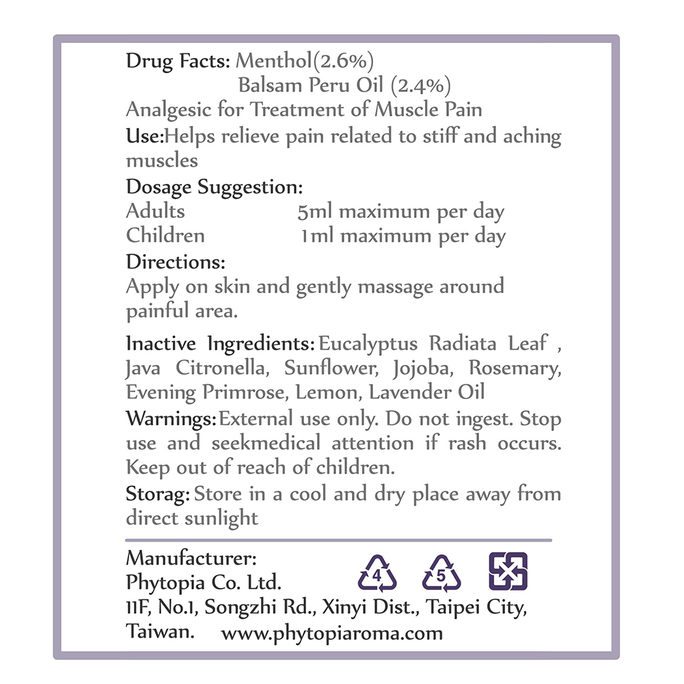 Drug Facts: Menthol(2.6%)
Balsam Peru Oil (2.4%)
Analgesic for Treatment of Muscle Pain
Use:Helps relieve pain related to stiff and aching
muscles
Dosage Suggestion:
Adults 5ml maximum per day
Children 1ml maximum per day
Directions:
Apply on skin and gently massage around
painful area.
Inactive Ingredients:Eucalyptus Radiata Leaf ,
Java Citronella, Sunflower, Jojoba, Rosemary,
Evening Primrose, Lemon, Lavender Oil
Warnings:External use only. Do not ingest. Stop
use and seekmedical attention if rash occurs.
Keep out of reach of children.
Storag: Store in a cool and dry place away from
direct sunlight
Manufacturer:
Phytopia Co. Ltd.
4 5
11F, No.1, Songzhi Rd., Xinyi Dist., Taipei City,
Taiwan. www.phytopiaroma.com